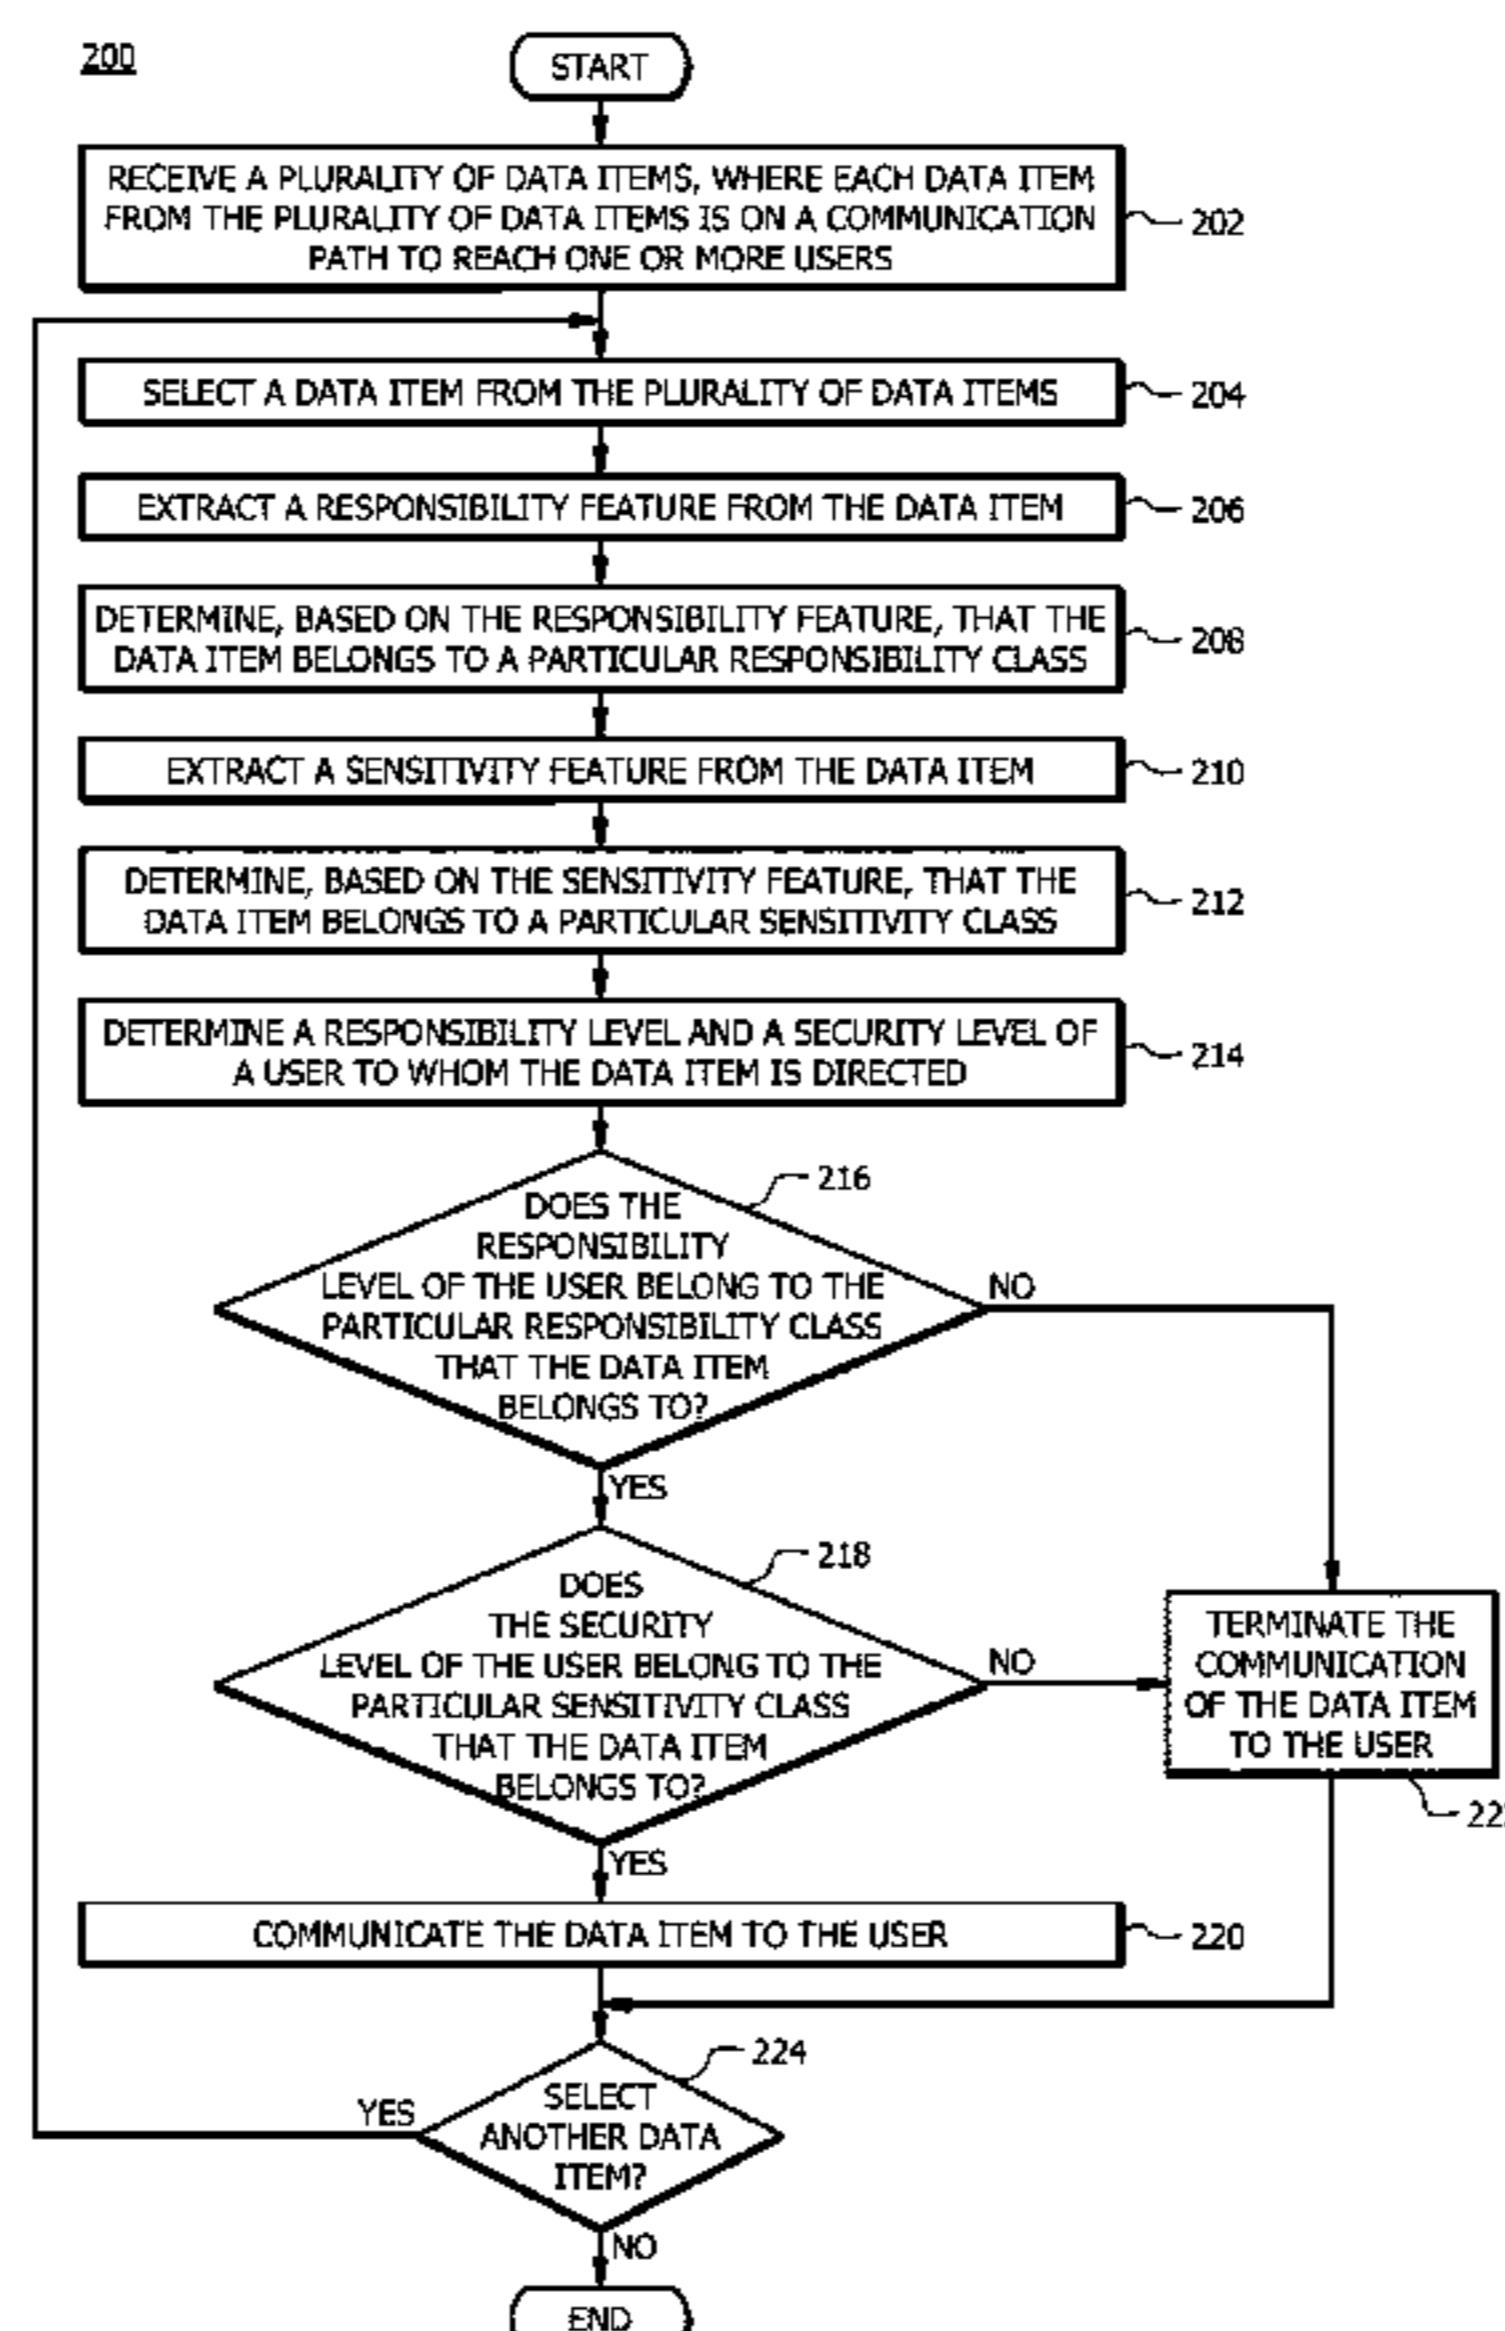 200
START
RECEIVE A PLURALITY OF DATA ITEMS, WHERE EACH DATA ITEM
FROM THE PLURALITY OF DATA ITEMS IS ON A COMMUNICATION
PATH TO REACH ONE OR MORE USERS
202
SELECT A DATA ITEM FROM THE PLURALITY OF DATA ITEMS
204
EXTRACT A RESPONSIBILITY FEATURE FROM THE DATA ITEM
206
DETERMINE, BASED ON THE RESPONSIBILITY FEATURE, THAT THE
DATA ITEM BELONGS TO A PARTICULAR RESPONSIBILITY CLASS
208
EXTRACT A SENSITIVITY FEATURE FROM THE DATA ITEM
210
DETERMINE, BASED ON THE SENSITIVITY FEATURE, THAT THE
DATA ITEM BELONGS TO A PARTICULAR SENSITIVITY CLASS
212
DETERMINE A RESPONSIBILITY LEVEL AND A SECURITY LEVEL OF
A USER TO WHOM THE DATA ITEM IS DIRECTED
214
216
DOES THE
RESPONSIBILITY
LEVEL OF THE USER BELONG TO THE
PARTICULAR RESPONSIBILITY CLASS
THAT THE DATA ITEM
BELONGS TO?
NO
YES
218
DOES
THE SECURITY
LEVEL OF THE USER BELONG TO THE
PARTICULAR SENSITIVITY CLASS
THAT THE DATA ITEM
BELONGS TO?
NO
YES
TERMINATE THE
COMMUNICATION
OF THE DATA ITEM
TO THE USER
COMMUNICATE THE DATA ITEM TO THE USER
220
224
SELECT
ANOTHER DATA
ITEM?
YES
NO
END